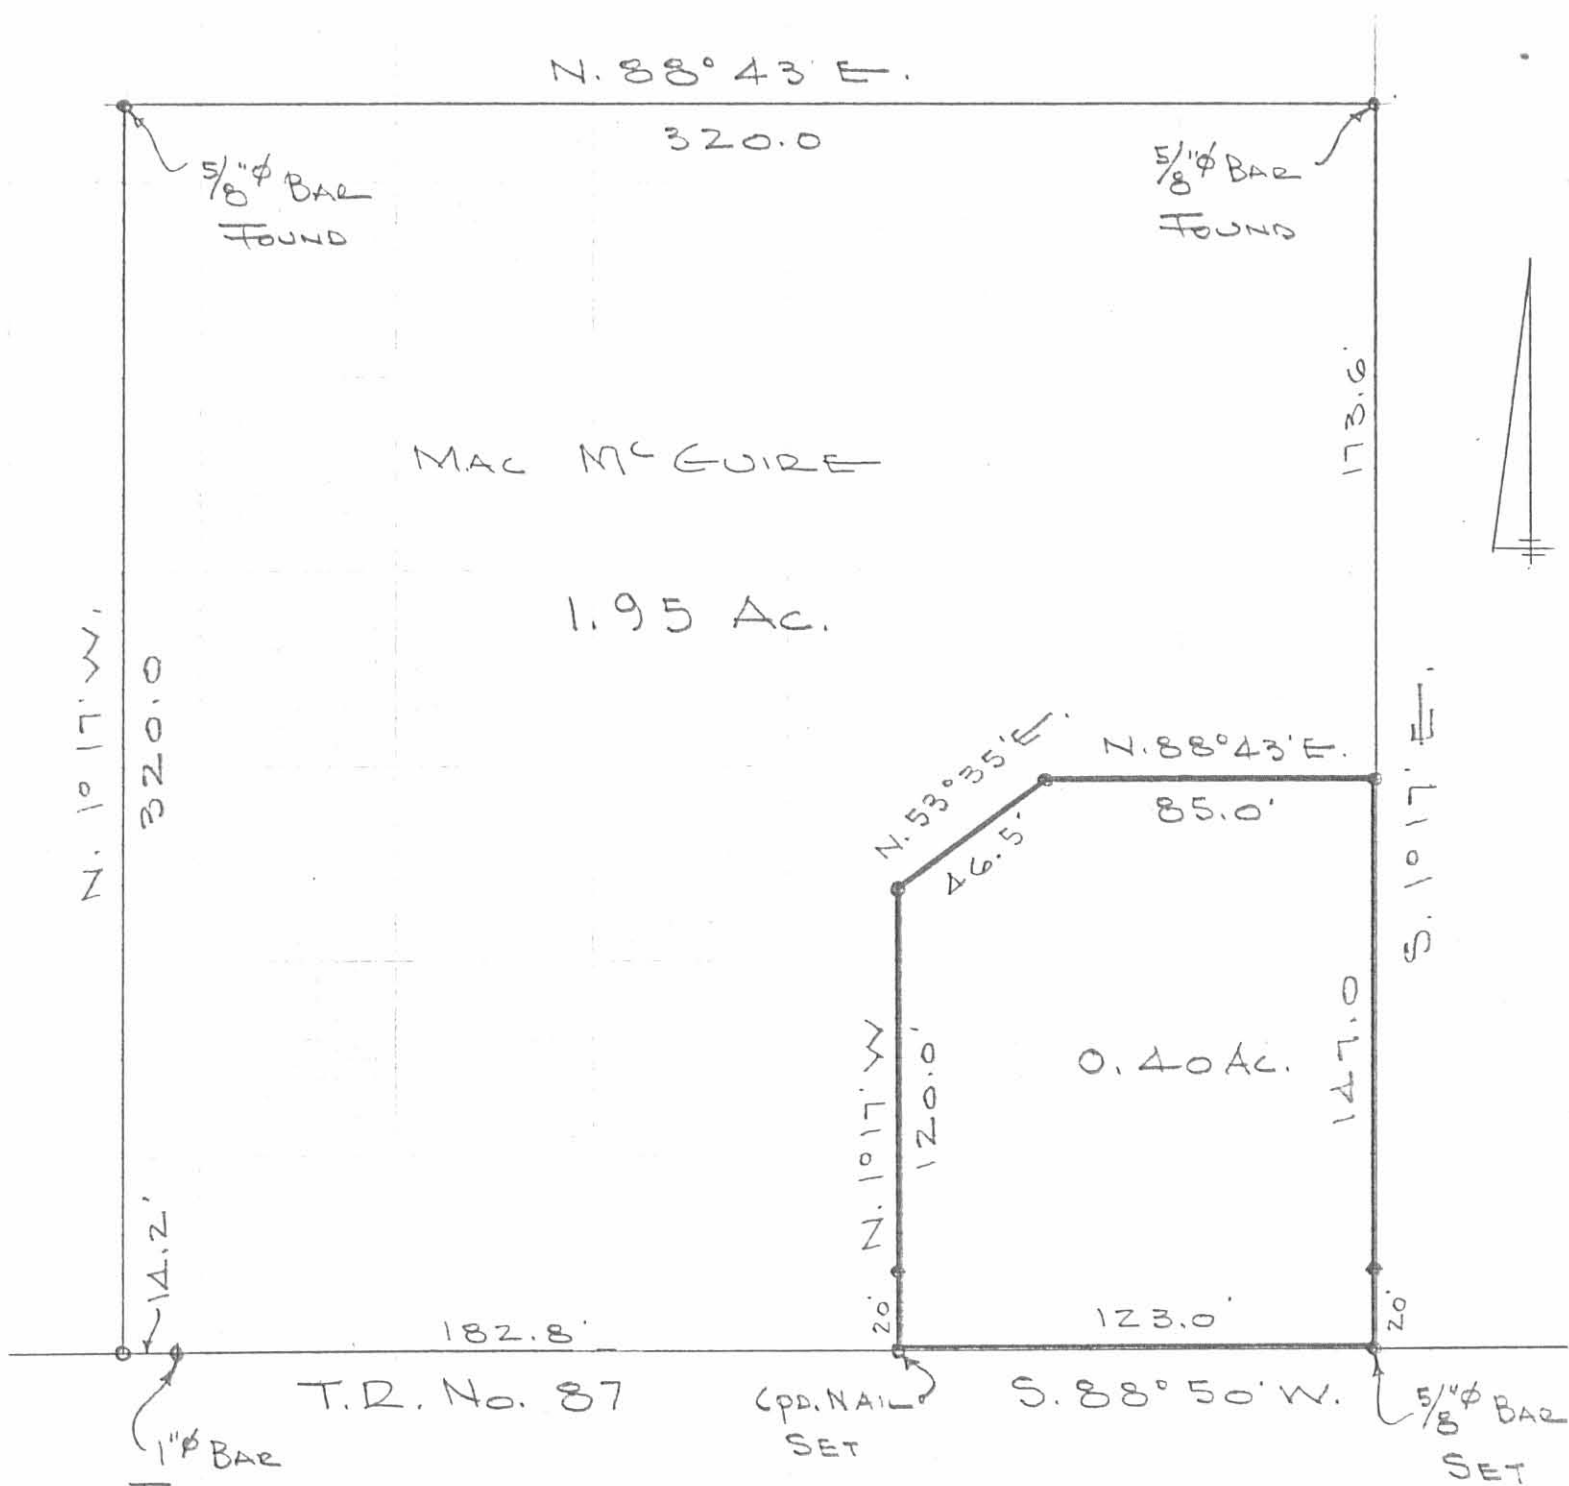 N. 88° 43' E.
320.0
5/8"ϕ BAR
FOUND
5/8"ϕ BAR
FOUND
173.6'
MAC McGUIRE
1.95 Ac.
N. 1° 17' W.
320.0
N. 53° 35' E.
46.5'
N. 88° 43' E.
85.0'
S. 1° 17' E.
147.0
0.40 Ac.
N. 1° 17' W
120.0'
14.2'
182.8'
20'
123.0'
20'
T.R. No. 87
6PD. NAIL
SET
S. 88° 50' W.
5/8"ϕ BAR
SET
1"ϕ BAR